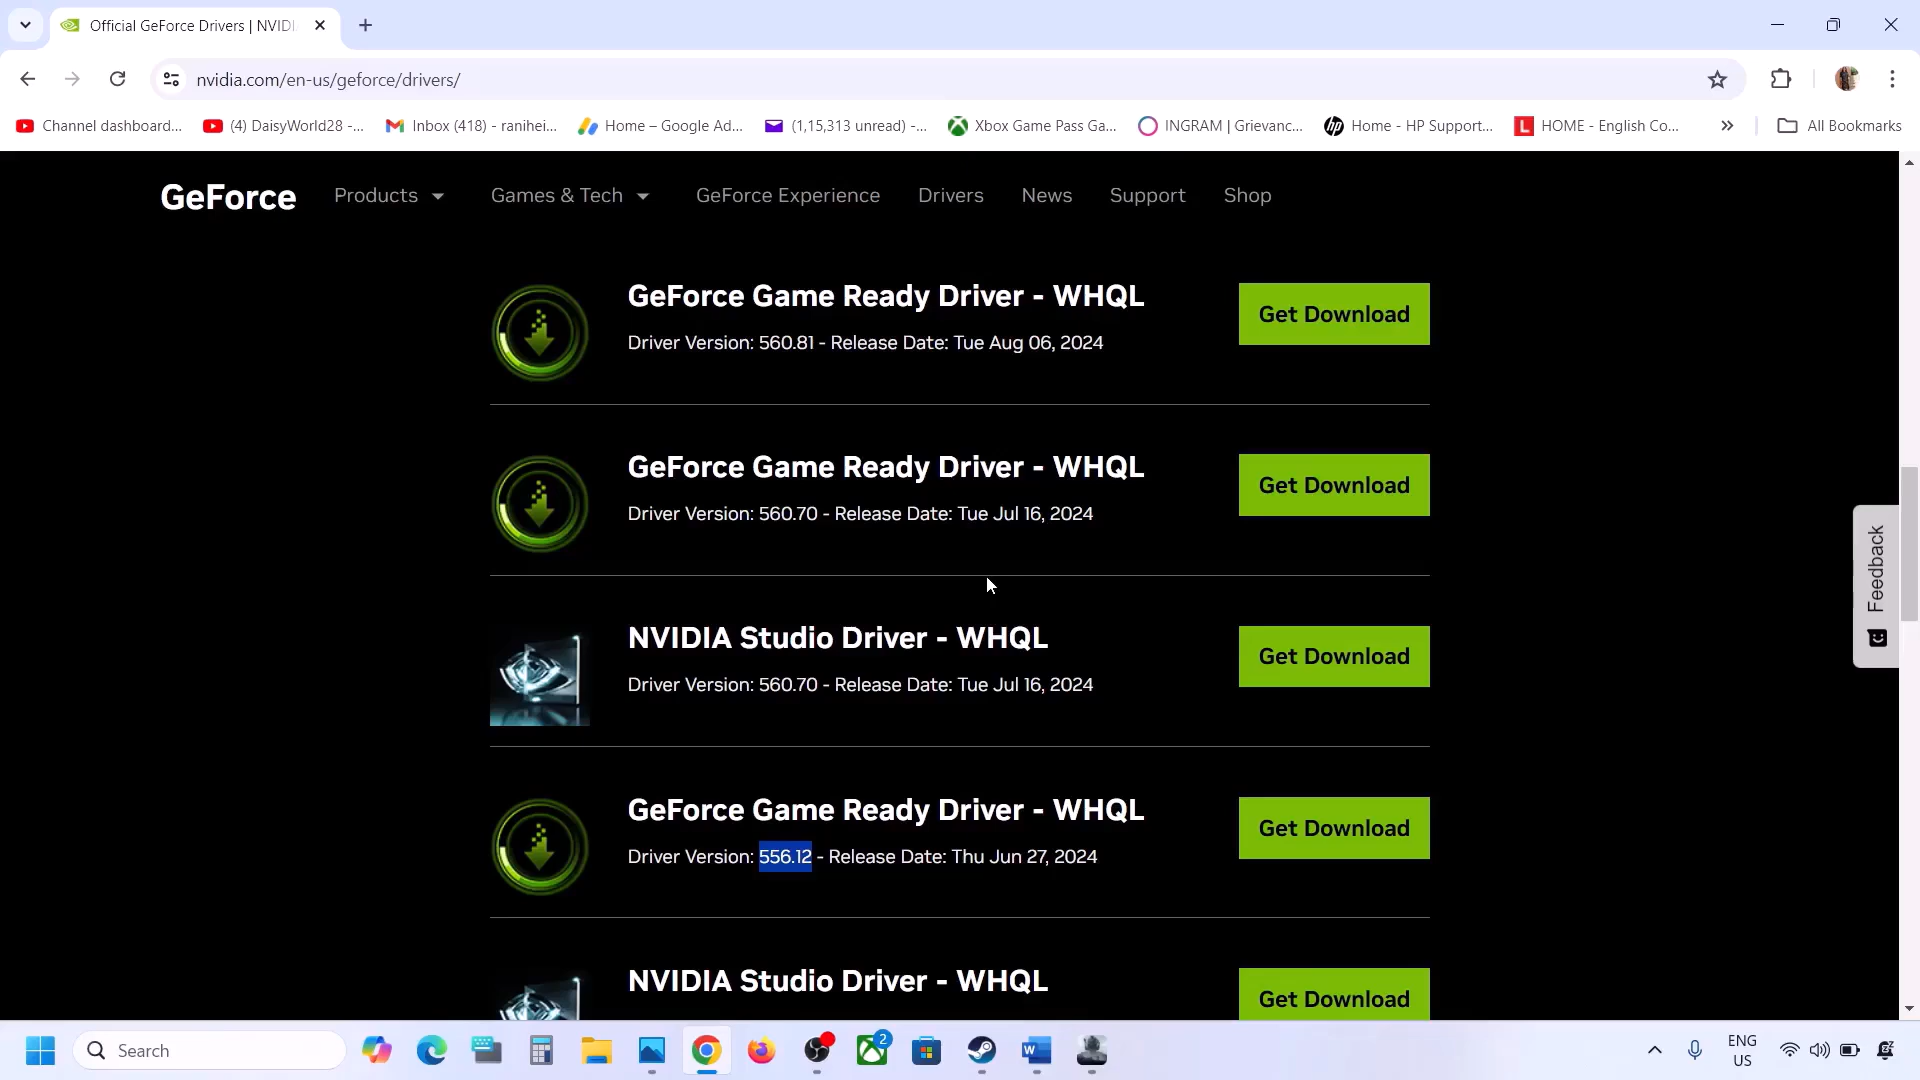 Official GeForce Drivers | NVIDI
nvidia.com/en-us/geforce/drivers/
Channel dashboard...
(4) DaisyWorld28 -...
Inbox (418) - ranihei...
Home – Google Ad...
(1,15,313 unread) -...
Xbox Game Pass Ga...
INGRAM | Grievanc...
Home - HP Support...
HOME - English Co...
All Bookmarks
GeForce
Products
Games & Tech
GeForce Experience
Drivers
News
Support
Shop
GeForce Game Ready Driver - WHQL
Driver Version: 560.81 - Release Date: Tue Aug 06, 2024
Get Download
GeForce Game Ready Driver - WHQL
Driver Version: 560.70 - Release Date: Tue Jul 16, 2024
Get Download
NVIDIA Studio Driver - WHQL
Driver Version: 560.70 - Release Date: Tue Jul 16, 2024
Get Download
GeForce Game Ready Driver - WHQL
Driver Version: 556.12 - Release Date: Thu Jun 27, 2024
Get Download
NVIDIA Studio Driver - WHQL
Get Download
Feedback
Search
2
ENG
US